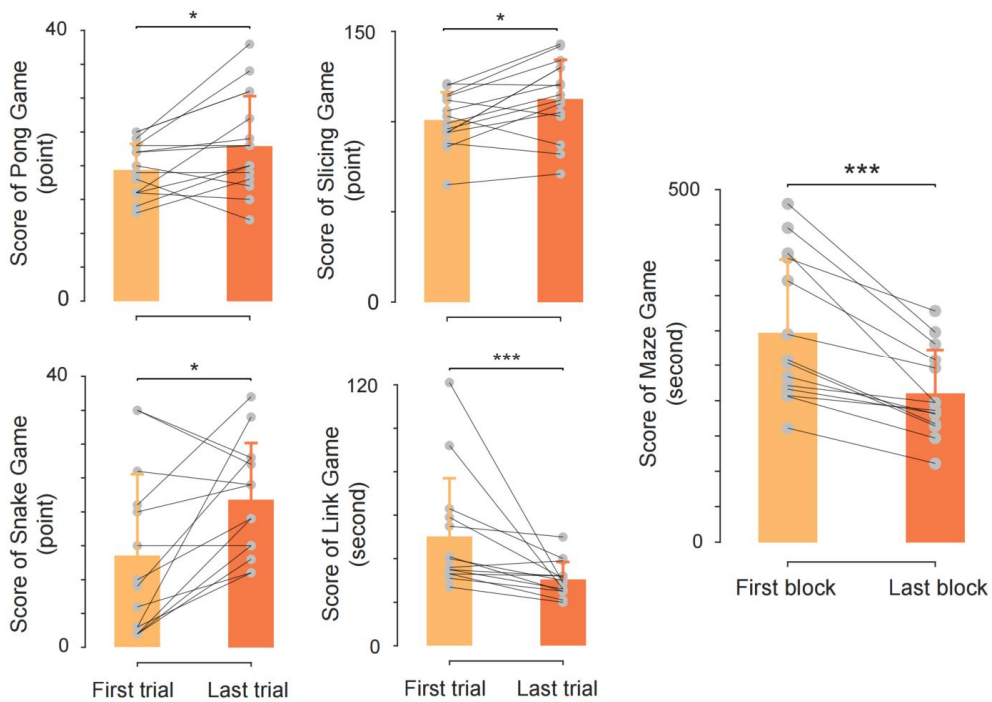 40
*
Score of Pong Game
(point)
0
150
*
Score of Slicing Game
(point)
0
40
*
Score of Snake Game
(point)
0
First trial
Last trial
120
***
Score of Link Game
(second)
0
First trial
Last trial
500
***
Score of Maze Game
(second)
0
First block
Last block